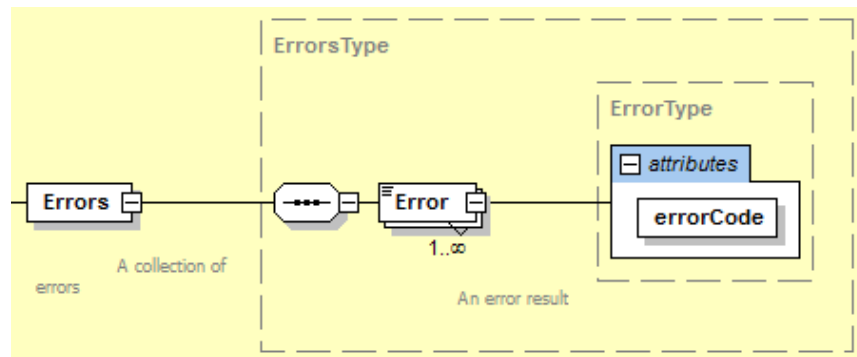 ErrorsType
ErrorType
attributes
Errors
Error
errorCode
1..∞
A collection of
errors
An error result